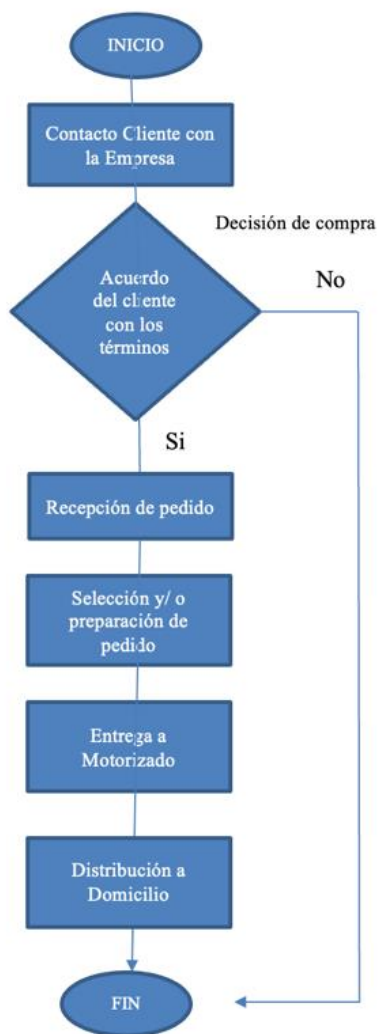 INICIO
Contacto Cliente con
la Empresa
Decisión de compra
Acuerdo
del cliente
con los
términos
No
Si
Recepción de pedido
Selección y/ o
preparación de
pedido
Entrega a
Motorizado
Distribución a
Domicilio
FIN